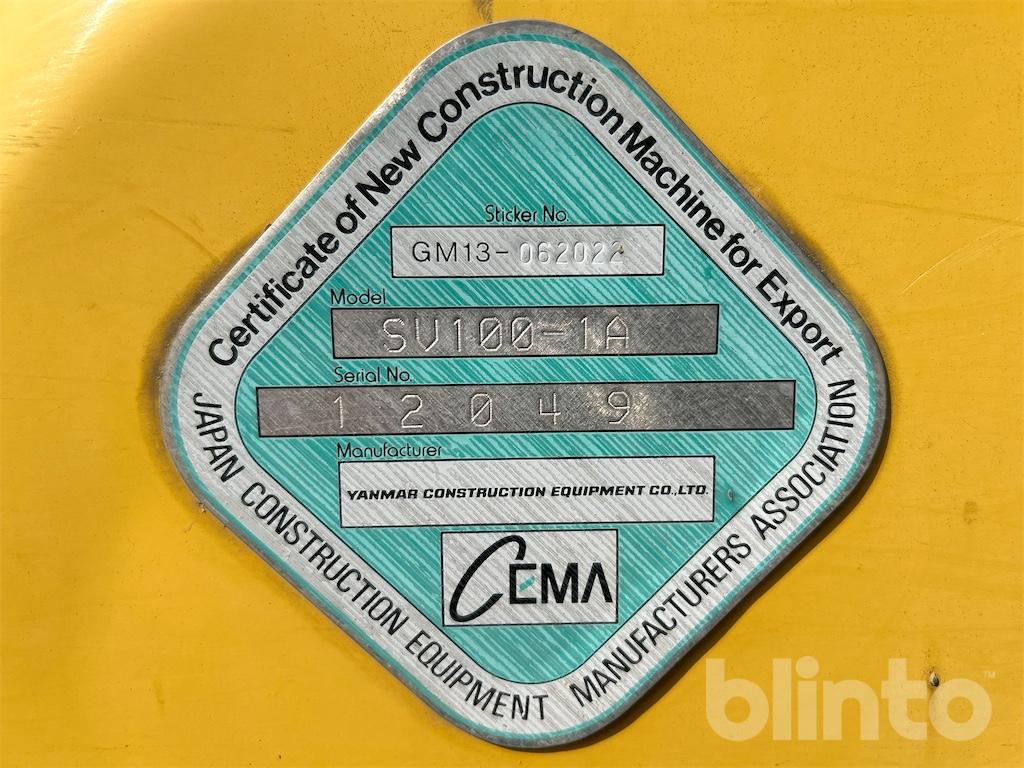 Certificate of New Construction Machine for Export
Sticker No.
GM13-062022
Model
SV100-1A
Serial No.
12049
Manufacturer
YANMAR CONSTRUCTION EQUIPMENT CO.,LTD.
CEMA
JAPAN CONSTRUCTION EQUIPMENT MANUFACTURERS ASSOCIATION
blinto™